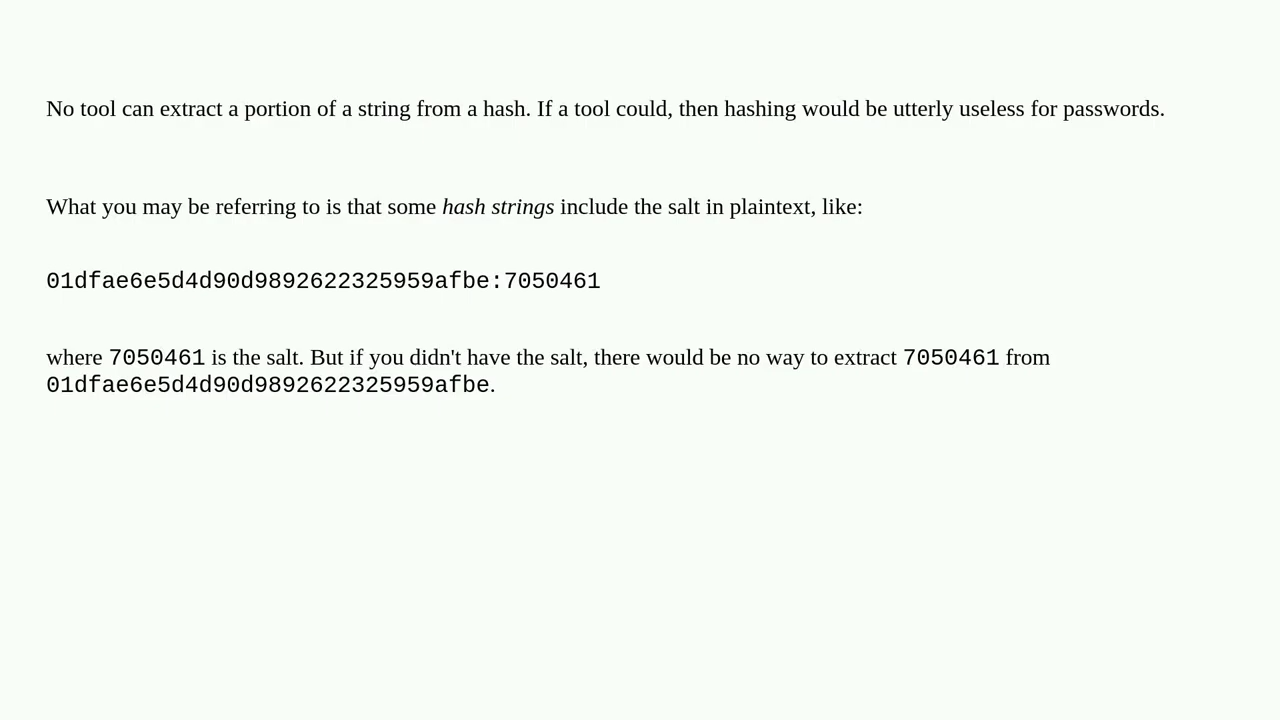 No tool can extract a portion of a string from a hash. If a tool could, then hashing would be utterly useless for passwords.
What you may be referring to is that some hash strings include the salt in plaintext, like:
01dfae6e5d4d90d9892622325959afbe:7050461
where 7050461 is the salt. But if you didn't have the salt, there would be no way to extract 7050461 from
01dfae6e5d4d90d9892622325959afbe.